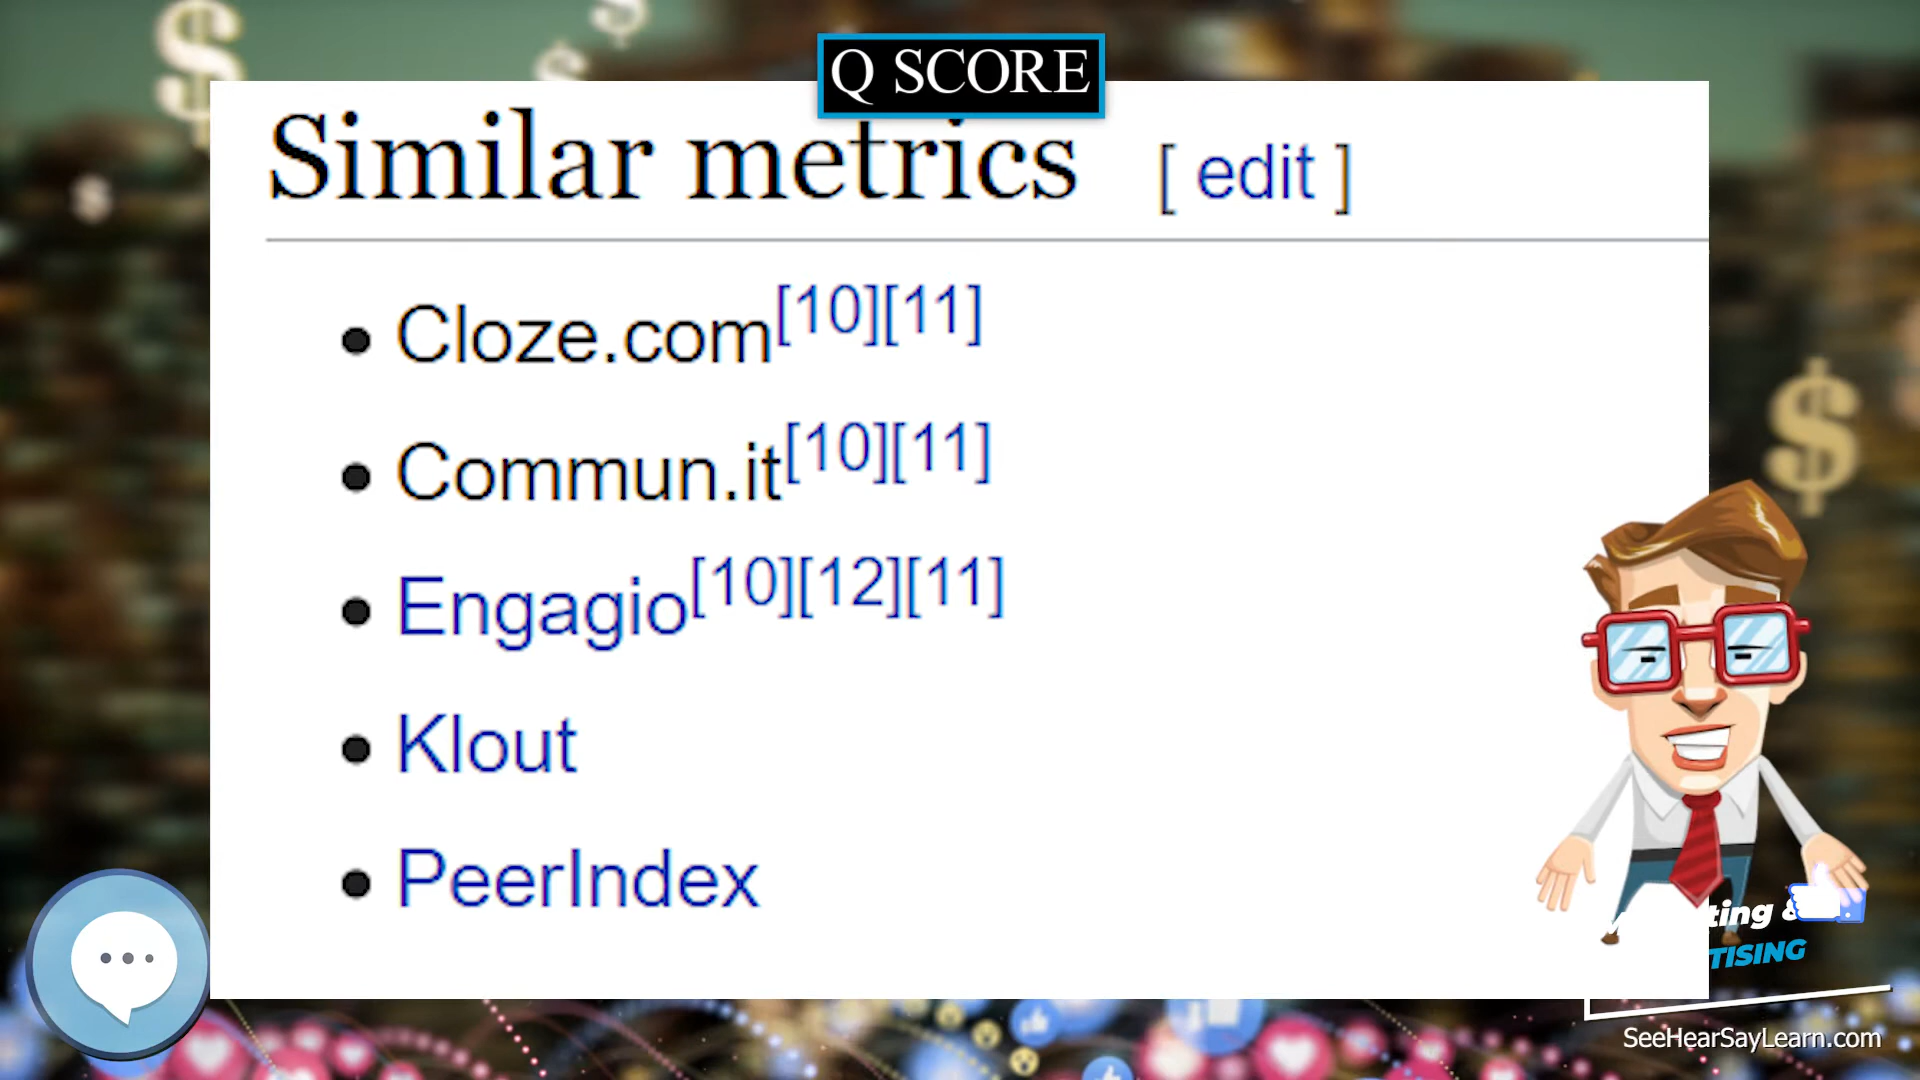 Q SCORE
Similar metrics [ edit ]
• Cloze.com[10][11]
• Commun.it[10][11]
• Engagio[10][12][11]
• Klout
• PeerIndex
SeeHearSayLearn.com